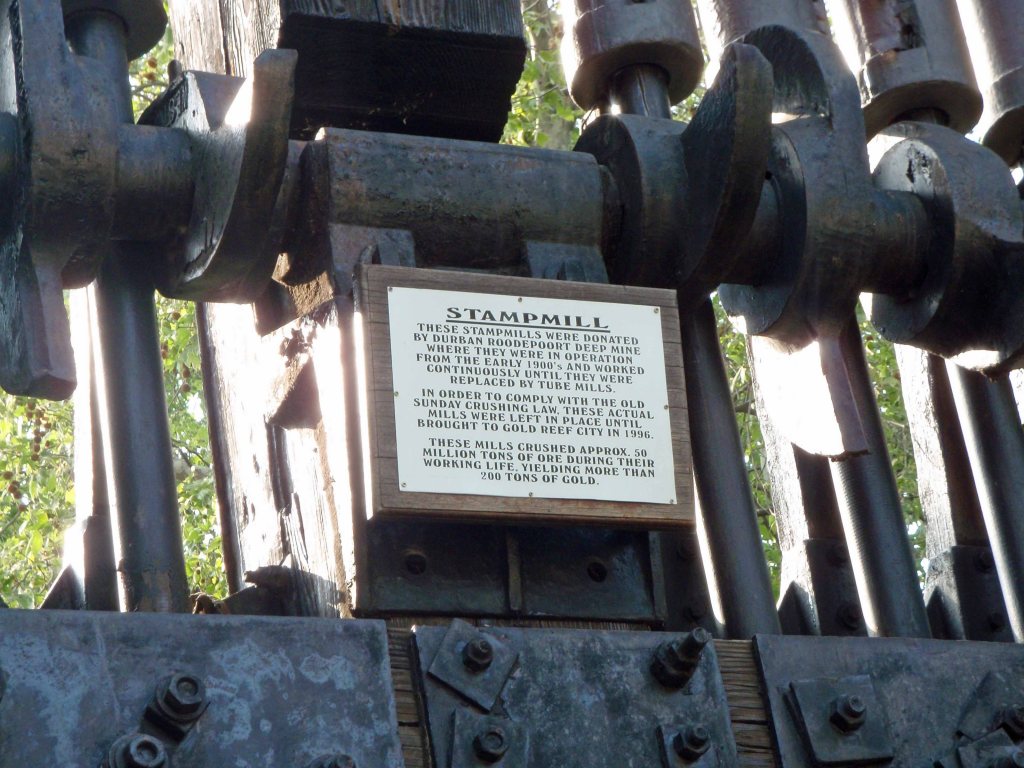 STAMPMILL
THESE STAMPMILLS WERE DONATED
BY DURBAN ROODEPOORT DEEP MINE
WHERE THEY WERE IN OPERATION
FROM THE EARLY 1900's AND WORKED
CONTINUOUSLY UNTIL THEY WERE
REPLACED BY TUBE MILLS.
IN ORDER TO COMPLY WITH THE OLD
SUNDAY CRUSHING LAW, THESE ACTUAL
MILLS WERE LEFT IN PLACE UNTIL
BROUGHT TO GOLD REEF CITY IN 1996.
THESE MILLS CRUSHED APPROX. 50
MILLION TONS OF ORE DURING THEIR
WORKING LIFE, YIELDING MORE THAN
200 TONS OF GOLD.